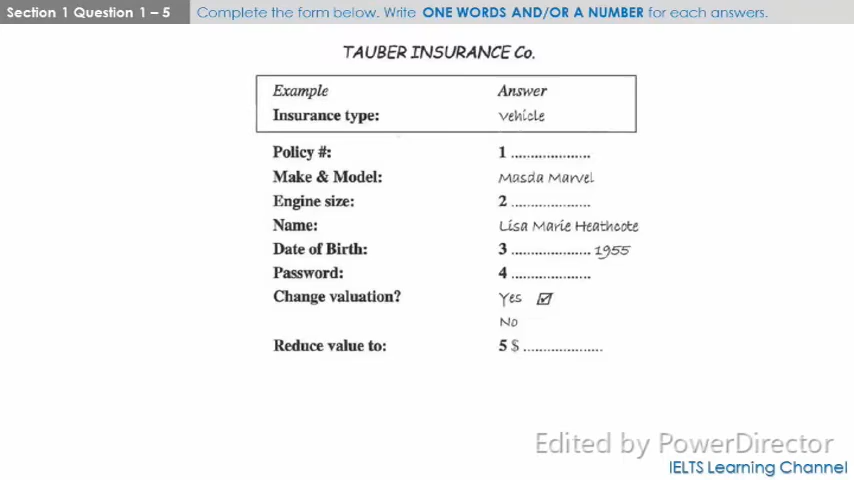 Section 1 Question 1 – 5 Complete the form below. Write ONE WORDS AND/OR A NUMBER for each answers.
TAUBER INSURANCE Co.
Example Answer
Insurance type: Vehicle
Policy #: 1 ....................
Make & Model: Masda Marvel
Engine size: 2 ....................
Name: Lisa Marie Heathcote
Date of Birth: 3 .................... 1955
Password: 4 ....................
Change valuation? Yes ☑
No
Reduce value to: 5 $ ....................
Edited by PowerDirector
IELTS Learning Channel